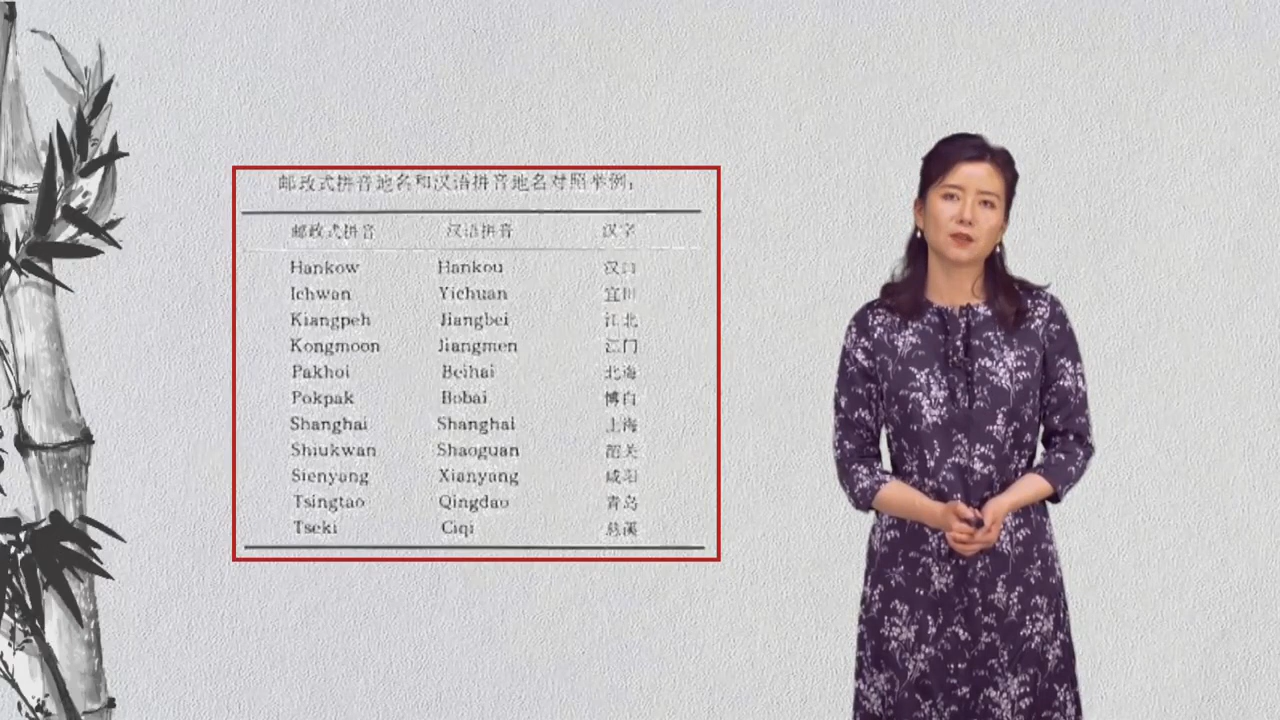 邮政式拼音地名和汉语拼音地名对照举例：
邮政式拼音 汉语拼音 汉字
Hankow Hankou 汉口
Ichwan Yichuan 宜川
Kiangpeh Jiangbei 江北
Kongmoon Jiangmen 江门
Pakhoi Beihai 北海
Pokpak Bobai 博白
Shanghai Shanghai 上海
Shiukwan Shaoguan 韶关
Sienyang Xianyang 咸阳
Tsingtao Qingdao 青岛
Tseki Ciqi 慈溪